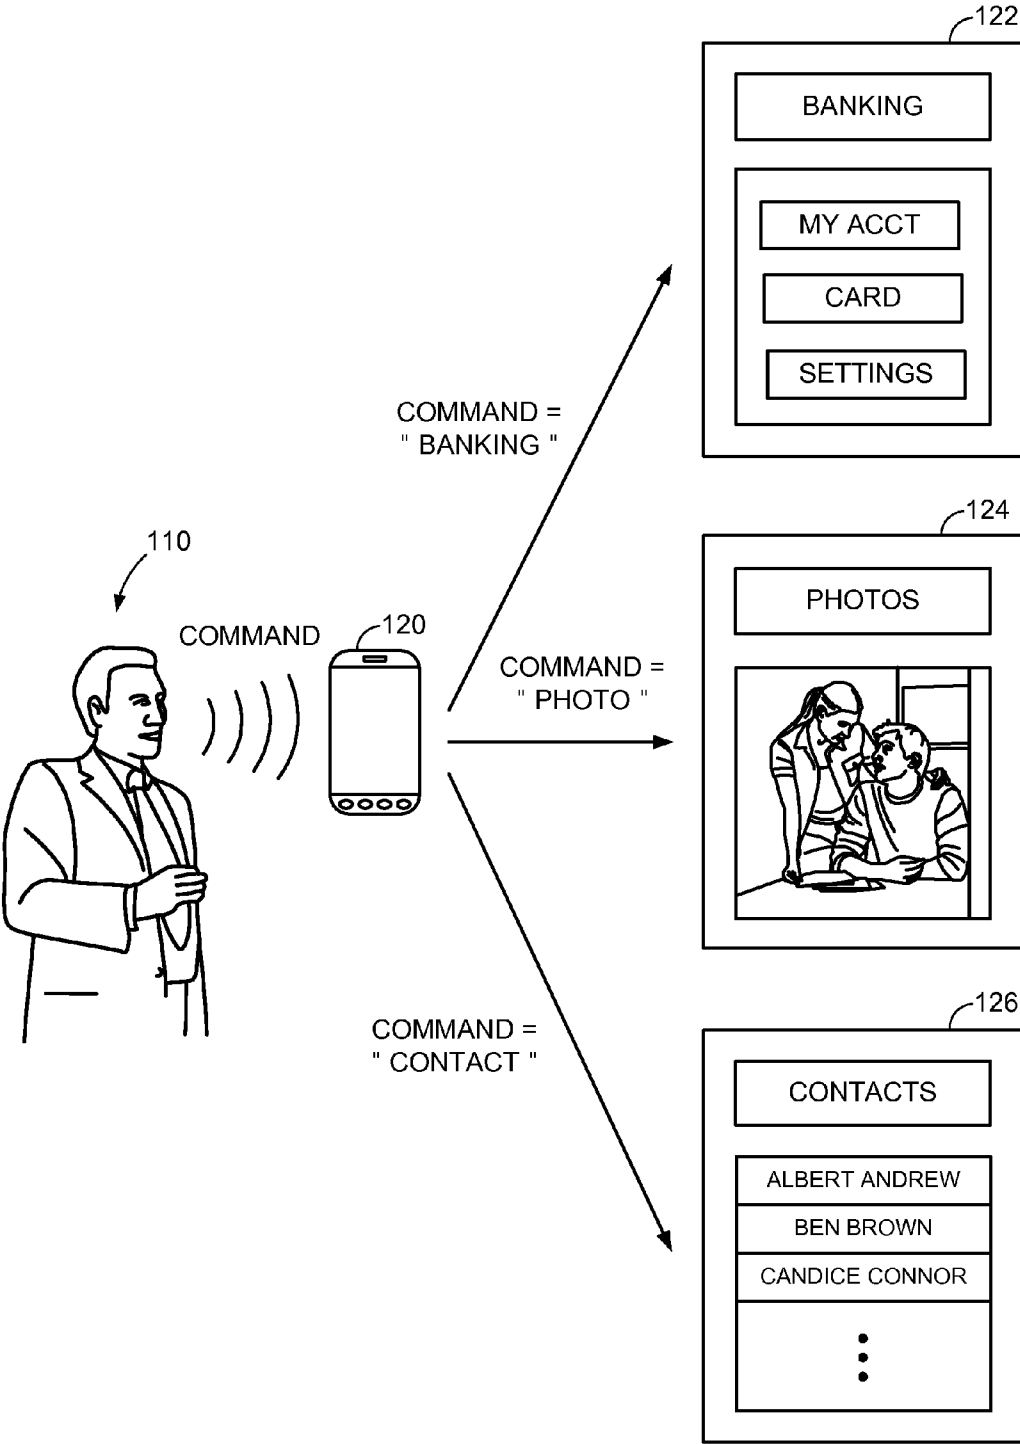 122
BANKING
MY ACCT
CARD
SETTINGS
COMMAND =
" BANKING "
124
PHOTOS
110
COMMAND
120
COMMAND =
" PHOTO "
126
COMMAND =
" CONTACT "
CONTACTS
ALBERT ANDREW
BEN BROWN
CANDICE CONNOR